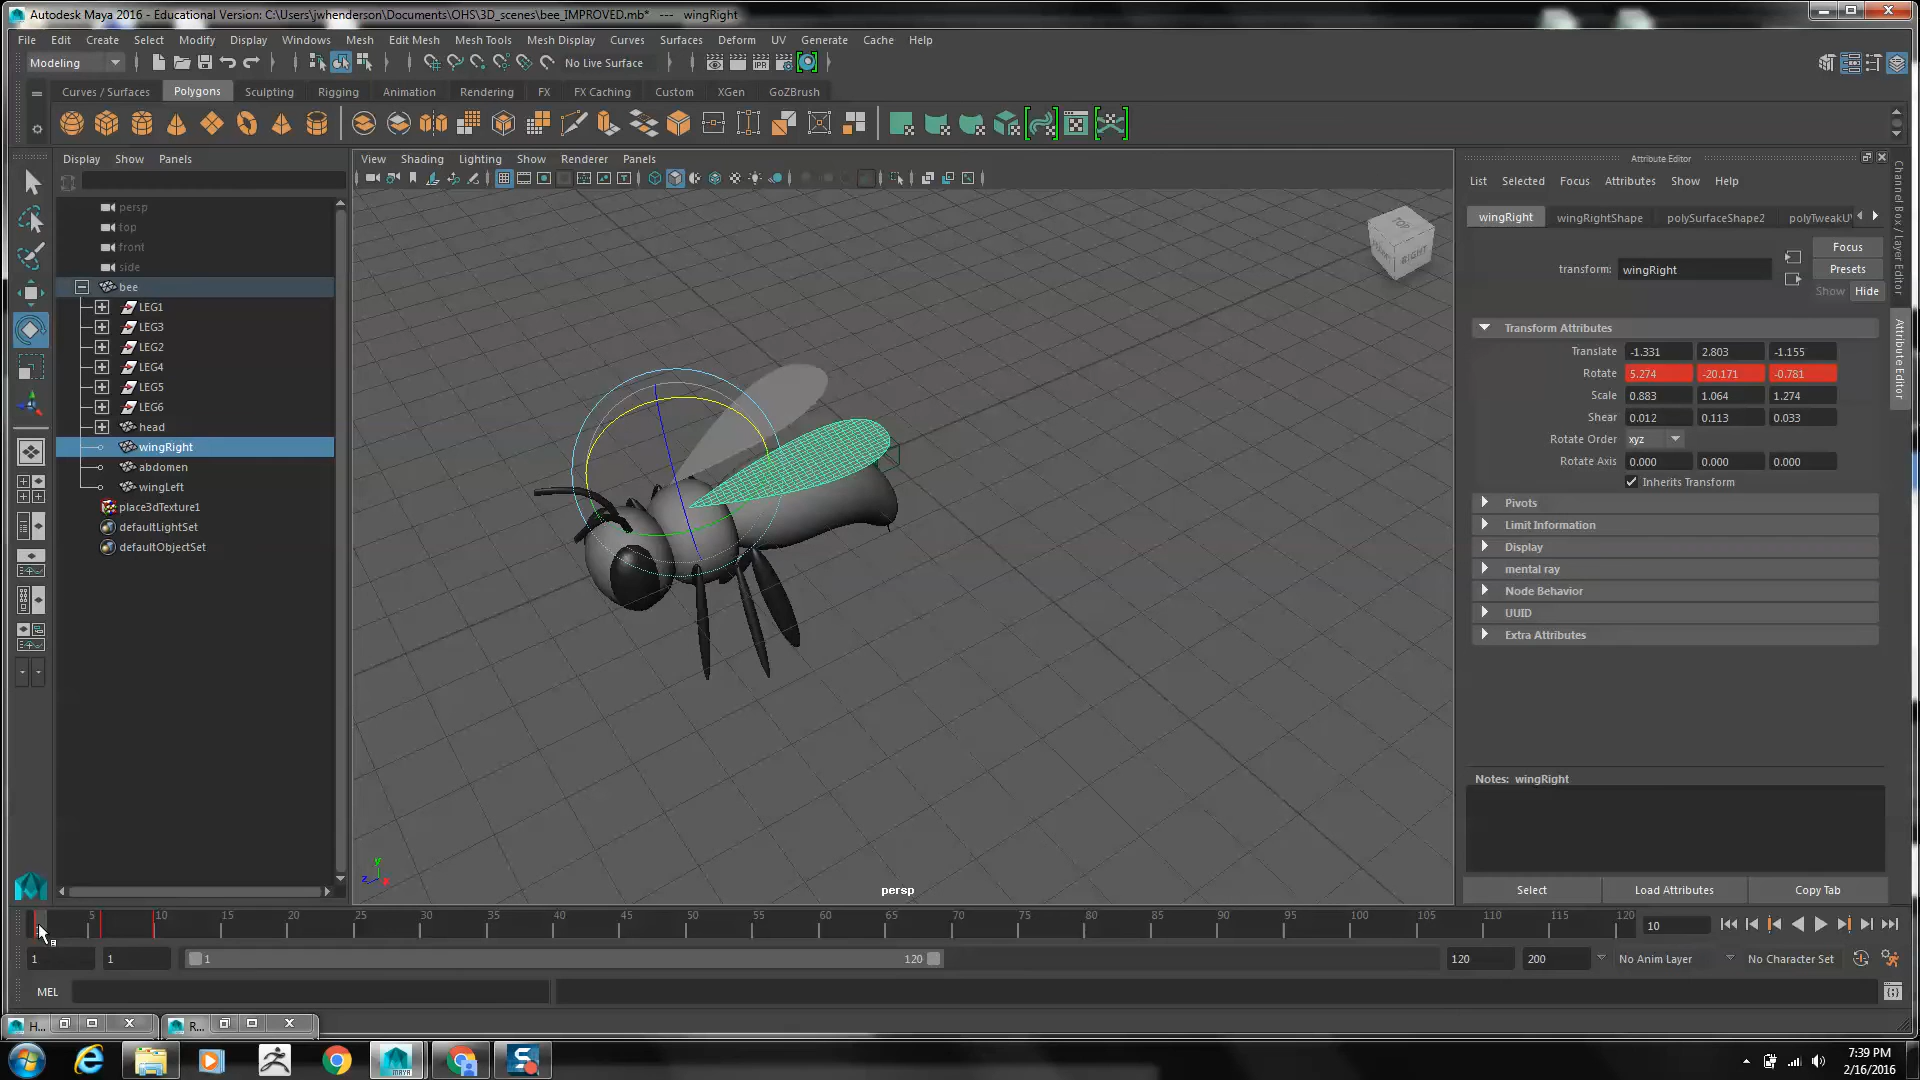 Autodesk Maya 2016 - Educational Version: C:\Users\jwhenderson\Documents\OHS\3D_scenes\bee_IMPROVED.mb* --- wingRight
File Edit Create Select Modify Display Windows Mesh Edit Mesh Mesh Tools Mesh Display Curves Surfaces Deform UV Generate Cache Help
Modeling No Live Surface IPR
Curves / Surfaces Polygons Sculpting Rigging Animation Rendering FX FX Caching Custom XGen GoZBrush
Display Show Panels
View Shading Lighting Show Renderer Panels
Attribute Editor
List Selected Focus Attributes Show Help
persp
top
front
side
bee
LEG1
LEG3
LEG2
LEG4
LEG5
LEG6
head
wingRight
abdomen
wingLeft
place3dTexture1
defaultLightSet
defaultObjectSet
TOP
RIGHT
y
z
persp
wingRight wingRightShape polySurfaceShape2 polyTweakU
Focus
transform: wingRight
Presets
Show Hide
Transform Attributes
Translate -1.331 2.803 -1.155
Rotate 5.274 -20.171 -0.781
Scale 0.883 1.064 1.274
Shear 0.012 0.113 0.033
Rotate Order xyz
Rotate Axis 0.000 0.000 0.000
Inherits Transform
Pivots
Limit Information
Display
mental ray
Node Behavior
UUID
Extra Attributes
Notes: wingRight
Select Load Attributes Copy Tab
Channel Box / Layer Editor
Attribute Editor
5 10 15 20 25 30 35 40 45 50 55 60 65 70 75 80 85 90 95 100 105 110 115 120 10
1 1 1 120 120 200 No Anim Layer No Character Set
MEL
H... R...
MAYA
7:39 PM
2/16/2016